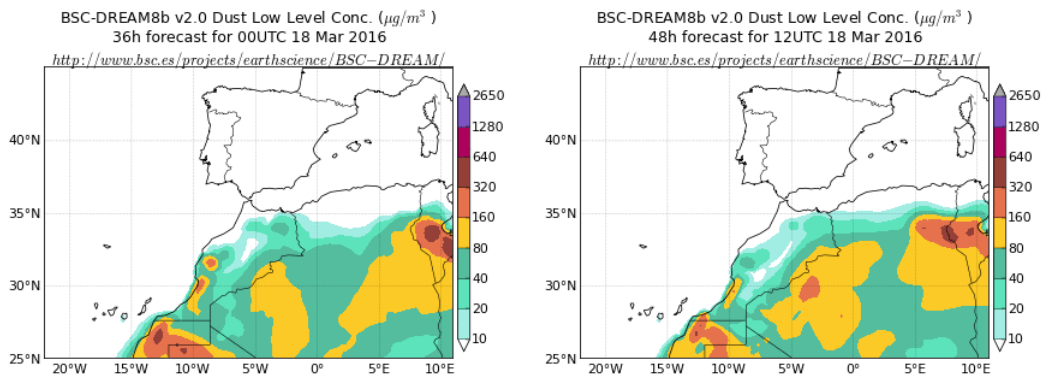 BSC-DREAM8b v2.0 Dust Low Level Conc. (μg/m³ )
36h forecast for 00UTC 18 Mar 2016
http://www.bsc.es/projects/earthscience/BSC−DREAM/
40°N
35°N
30°N
25°N
20°W
15°W
10°W
5°W
0°
5°E
10°E
2650
1280
640
320
160
80
40
20
10
BSC-DREAM8b v2.0 Dust Low Level Conc. (μg/m³ )
48h forecast for 12UTC 18 Mar 2016
http://www.bsc.es/projects/earthscience/BSC−DREAM/
40°N
35°N
30°N
25°N
20°W
15°W
10°W
5°W
0°
5°E
10°E
2650
1280
640
320
160
80
40
20
10